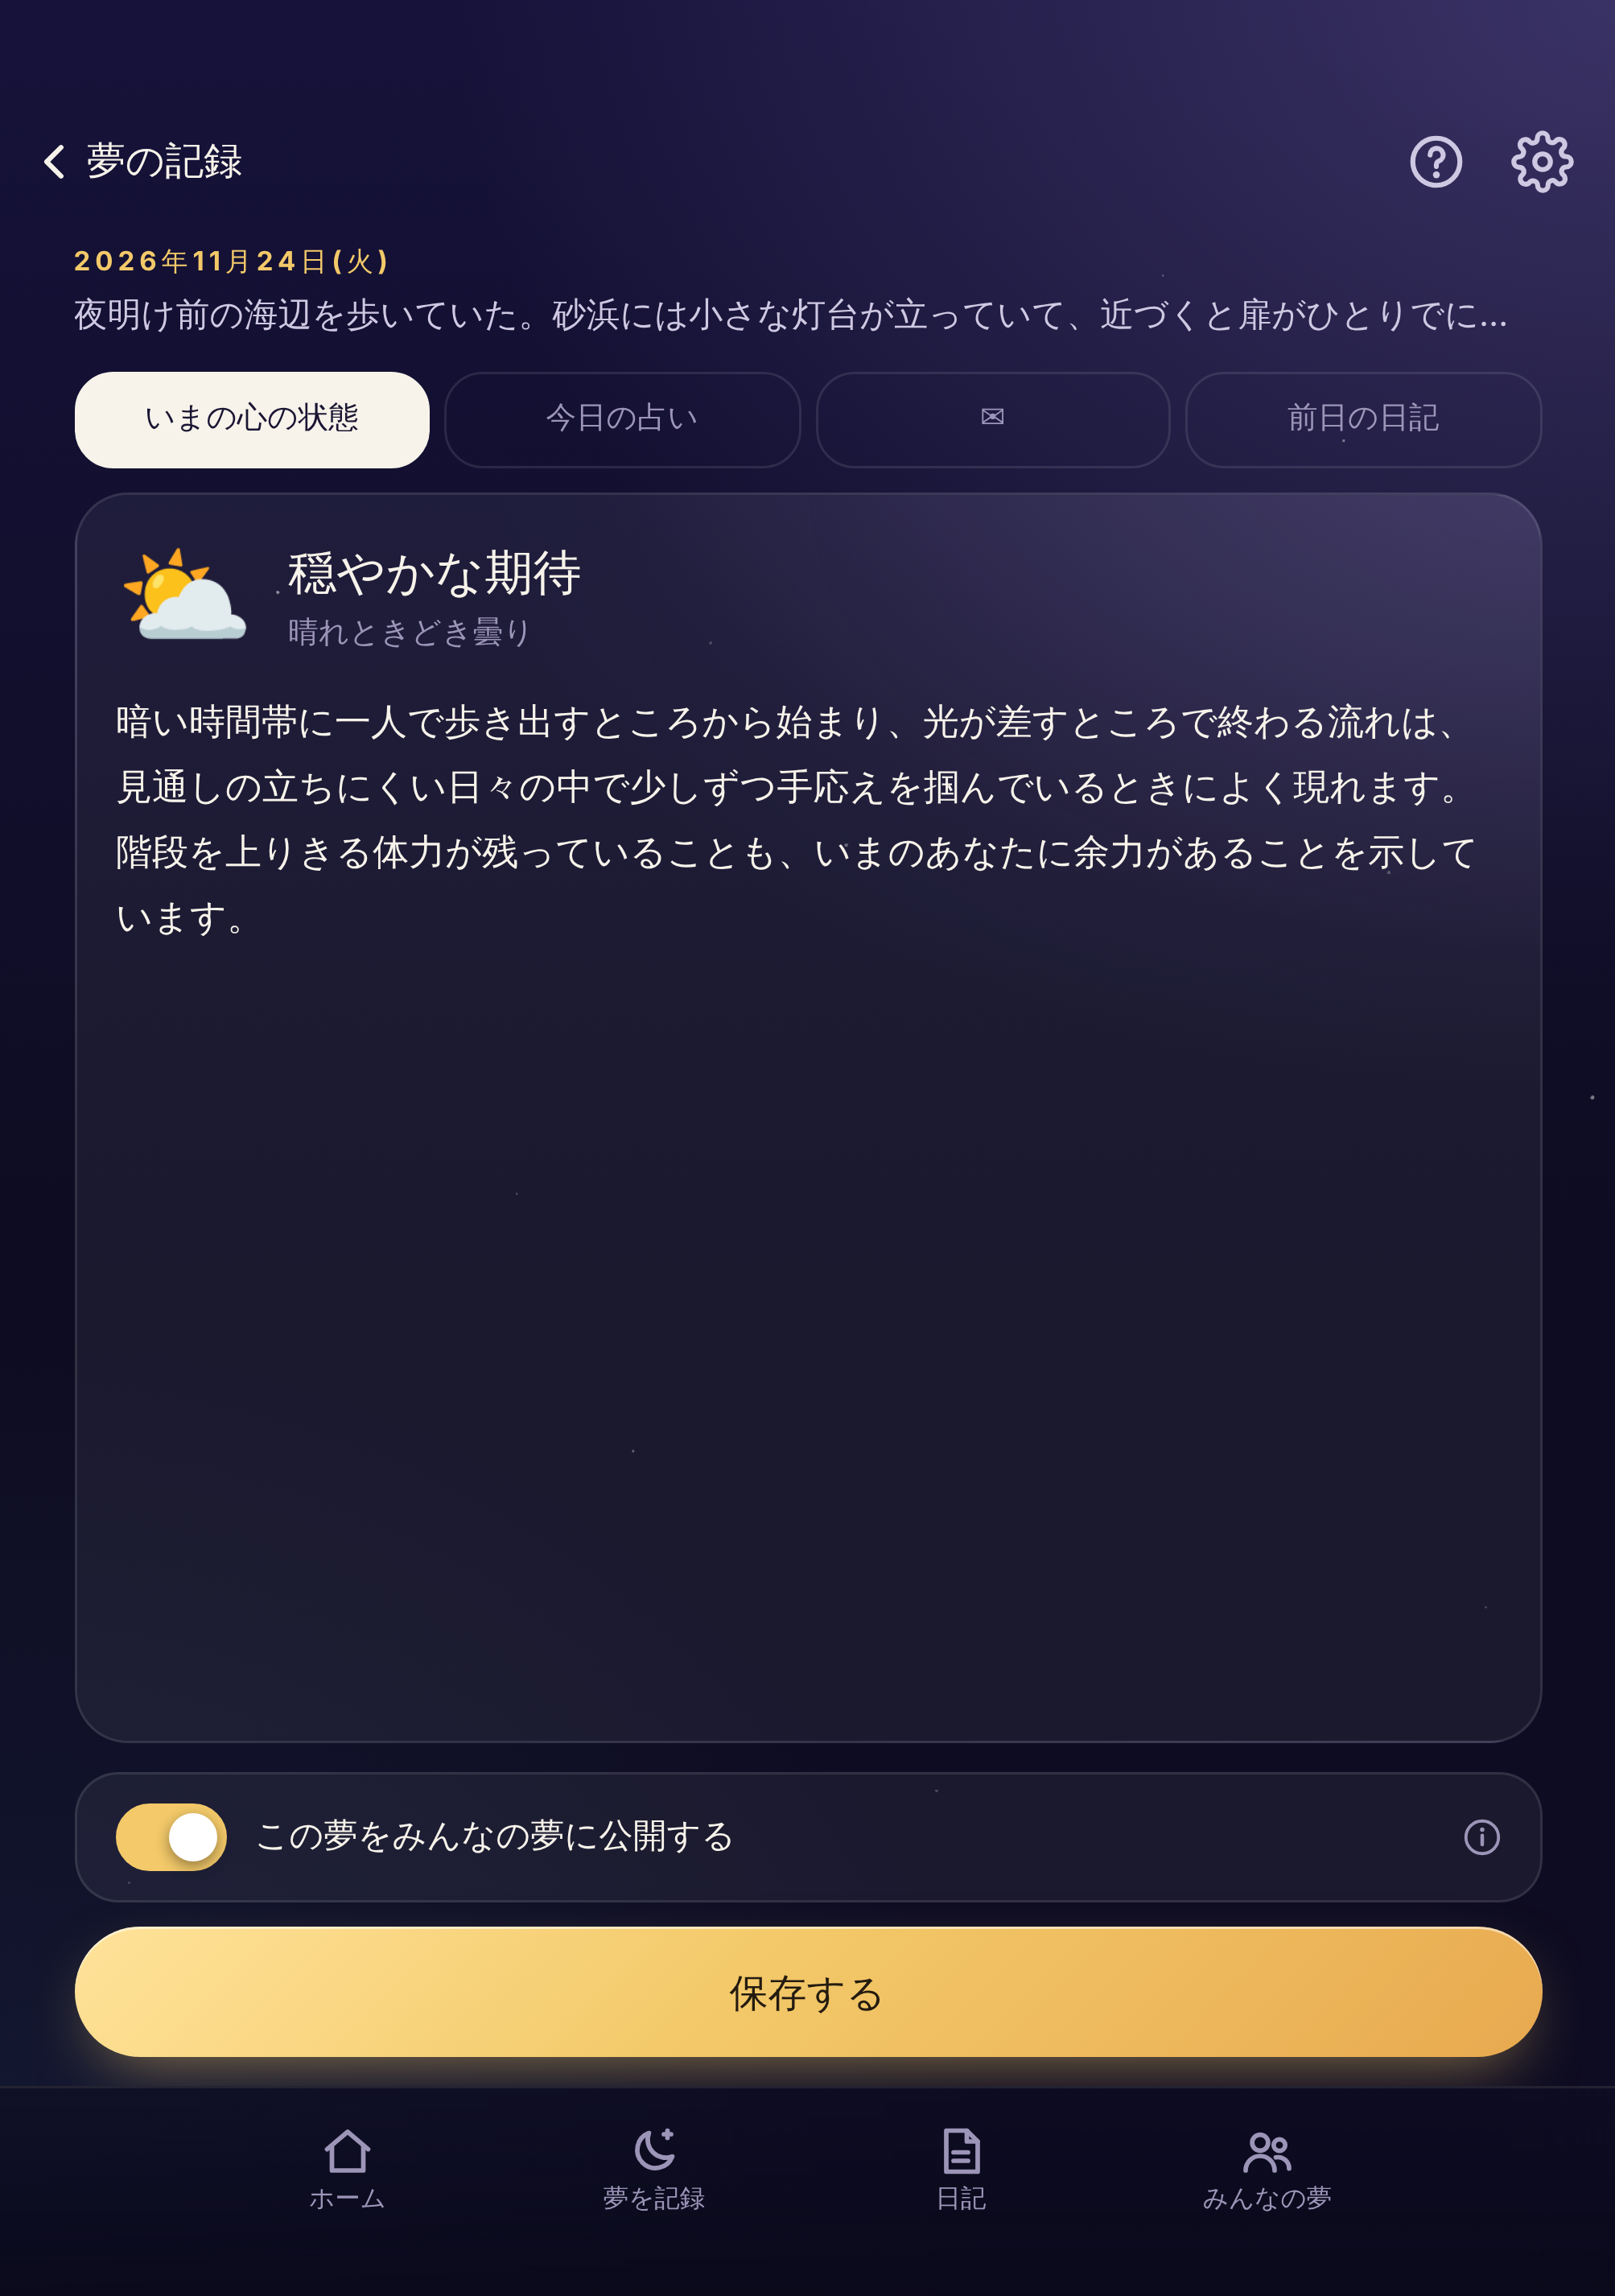 夢の記録
2026年11月24日(火)
夜明け前の海辺を歩いていた。砂浜には小さな灯台が立っていて、近づくと扉がひとりでに…
いまの心の状態
今日の占い
✉
前日の日記
穏やかな期待
晴れときどき曇り
暗い時間帯に一人で歩き出すところから始まり、光が差すところで終わる流れは、
見通しの立ちにくい日々の中で少しずつ手応えを掴んでいるときによく現れます。
階段を上りきる体力が残っていることも、いまのあなたに余力があることを示して
います。
この夢をみんなの夢に公開する
保存する
ホーム
夢を記録
日記
みんなの夢